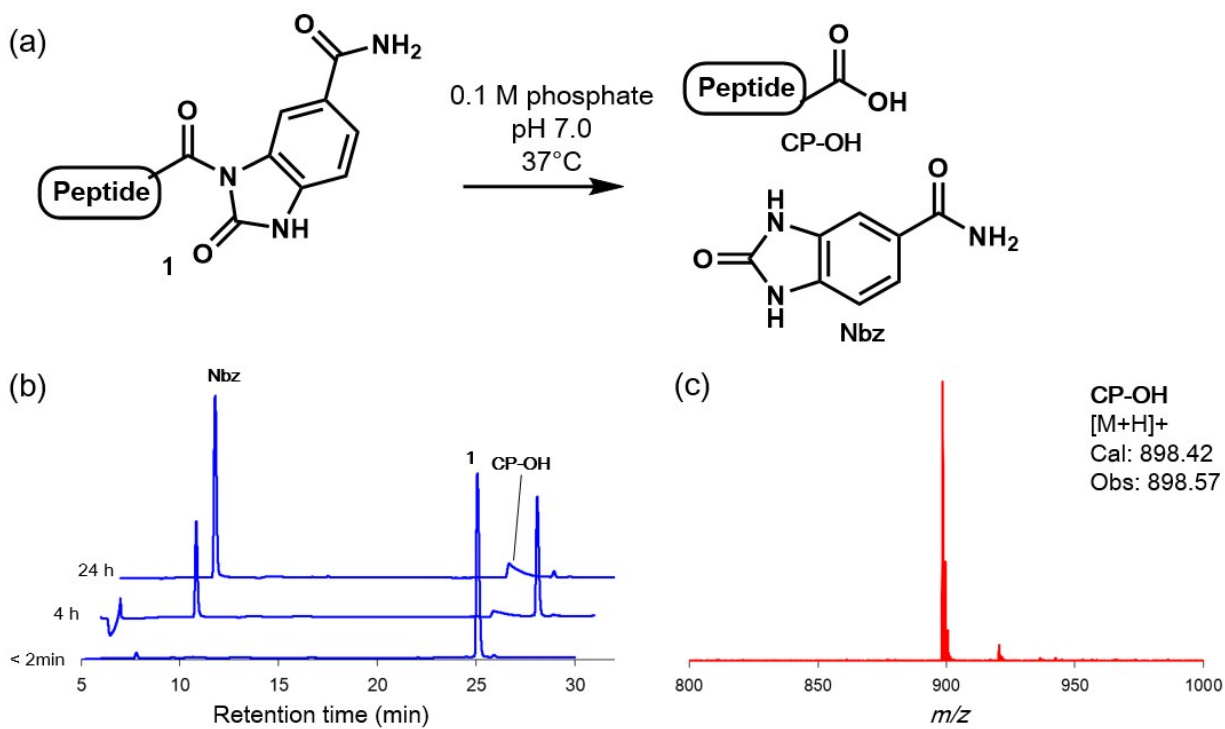 (a)
O
NH2
O
Peptide
N
O
NH
1
0.1 M phosphate
pH 7.0
37°C
O
Peptide
OH
CP-OH
H
N
O
N
H
O
NH2
Nbz
(b)
Nbz
1
CP-OH
24 h
4 h
< 2min
5 10 15 20 25 30
Retention time (min)
(c)
CP-OH
[M+H]+
Cal: 898.42
Obs: 898.57
800 850 900 950 1000
m/z